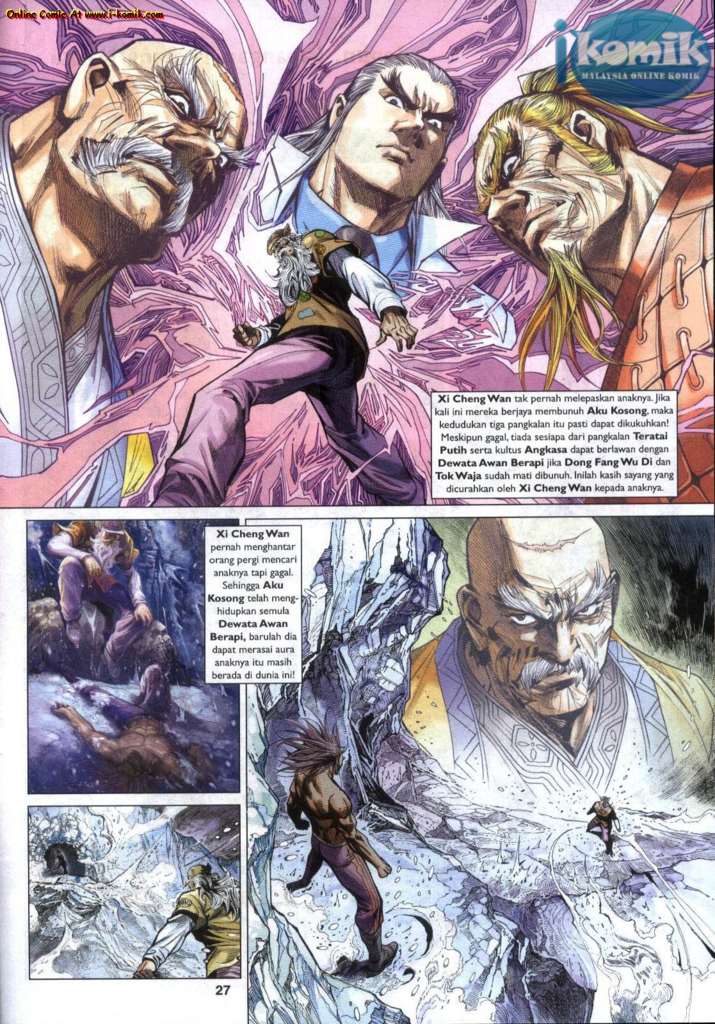 Online Comic At www.i-komik.com
ikomik
MALAYSIA ONLINE KOMIK
Xi Cheng Wan tak pernah melepaskan anaknya. Jika
kali ini mereka berjaya membunuh Aku Kosong, maka
kedudukan tiga pangkalan itu pasti dapat dikukuhkan!
Meskipun gagal, tiada sesiapa dari pangkalan Teratai
Putih serta kultus Angkasa dapat berlawan dengan
Dewata Awan Berapi jika Dong Fang Wu Di dan
Tok Waja sudah mati dibunuh. Inilah kasih sayang yang
dicurahkan oleh Xi Cheng Wan kepada anaknya.
Xi Cheng Wan
pernah menghantar
orang pergi mencari
anaknya tapi gagal.
Sehingga Aku
Kosong telah meng-
hidupkan semula
Dewata Awan
Berapi, barulah dia
dapat merasai aura
anaknya itu masih
berada di dunia ini!
27